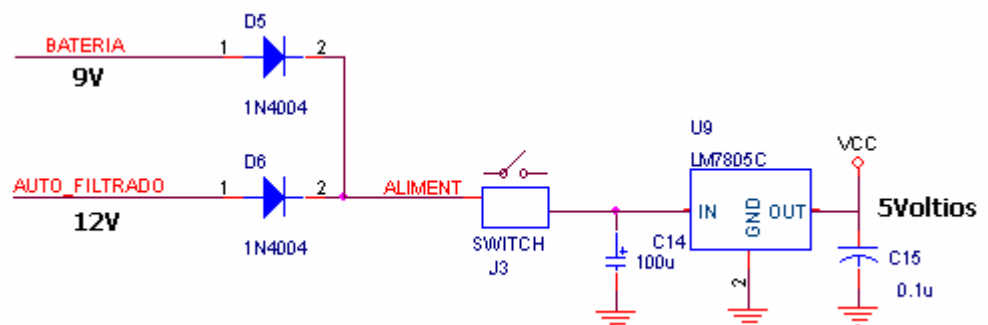 D5
BATERIA 1 2
9V
1N4004
D6
AUTO_FILTRADO 1 2 ALIMENT
12V
1N4004
SWITCH
J3
C14
100u
U9
LM7805C
IN GND OUT
2
VCC
5Voltios
C15
0.1u